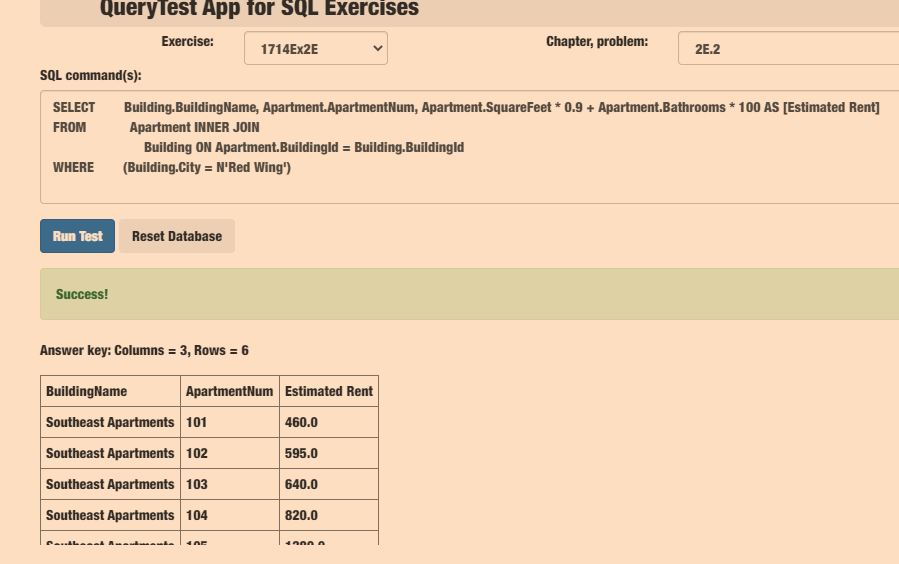 QueryTest App for SQL Exercises
Exercise: 1714Ex2E Chapter, problem: 2E.2
SQL command(s):
SELECT Building.BuildingName, Apartment.ApartmentNum, Apartment.SquareFeet * 0.9 + Apartment.Bathrooms * 100 AS [Estimated Rent]
FROM Apartment INNER JOIN
Building ON Apartment.BuildingId = Building.BuildingId
WHERE (Building.City = N'Red Wing')
Run Test Reset Database
Success!
Answer key: Columns = 3, Rows = 6
BuildingName ApartmentNum Estimated Rent
Southeast Apartments 101 460.0
Southeast Apartments 102 595.0
Southeast Apartments 103 640.0
Southeast Apartments 104 820.0
Southeast Apartments 105